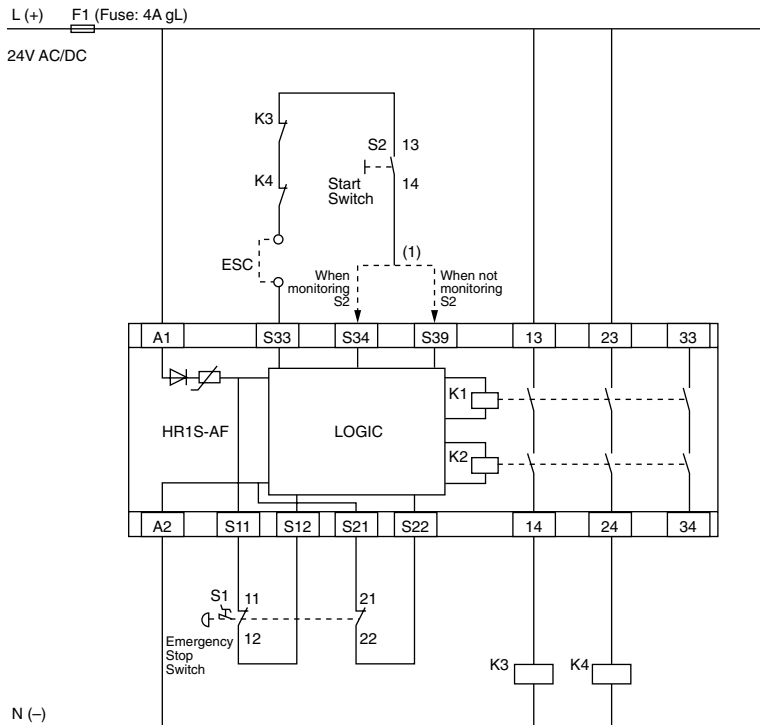 L (+) F1 (Fuse: 4A gL)
24V AC/DC
K3
S2 13
K4
Start
Switch
14
ESC
(1)
When
monitoring
S2
When not
monitoring
S2
A1 S33 S34 S39 13 23 33
K1
HR1S-AF
LOGIC
K2
A2 S11 S12 S21 S22 14 24 34
S1 11 21
12 22
Emergency
Stop
Switch
K3 K4
N (–)